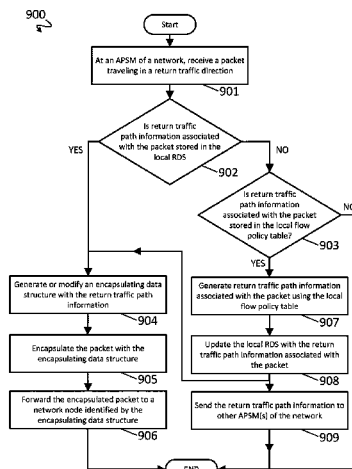 900
Start
At an APSM of a network, receive a packet
traveling in a return traffic direction
901
Is return traffic
path information associated
with the packet stored in the
local RDS
902
YES
NO
Is return traffic
path information
associated with the packet
stored in the local flow
policy table?
903
NO
YES
Generate or modify an encapsulating data
structure with the return traffic path
information
904
Generate return traffic path information
associated with the packet using the local
flow policy table
907
Encapsulate the packet with the
encapsulating data structure
905
Update the local RDS with the return
traffic path information associated with
the packet
908
Forward the encapsulated packet to a
network node identified by the
encapsulating data structure
906
Send the return traffic path information to
other APSM(s) of the network
909
END